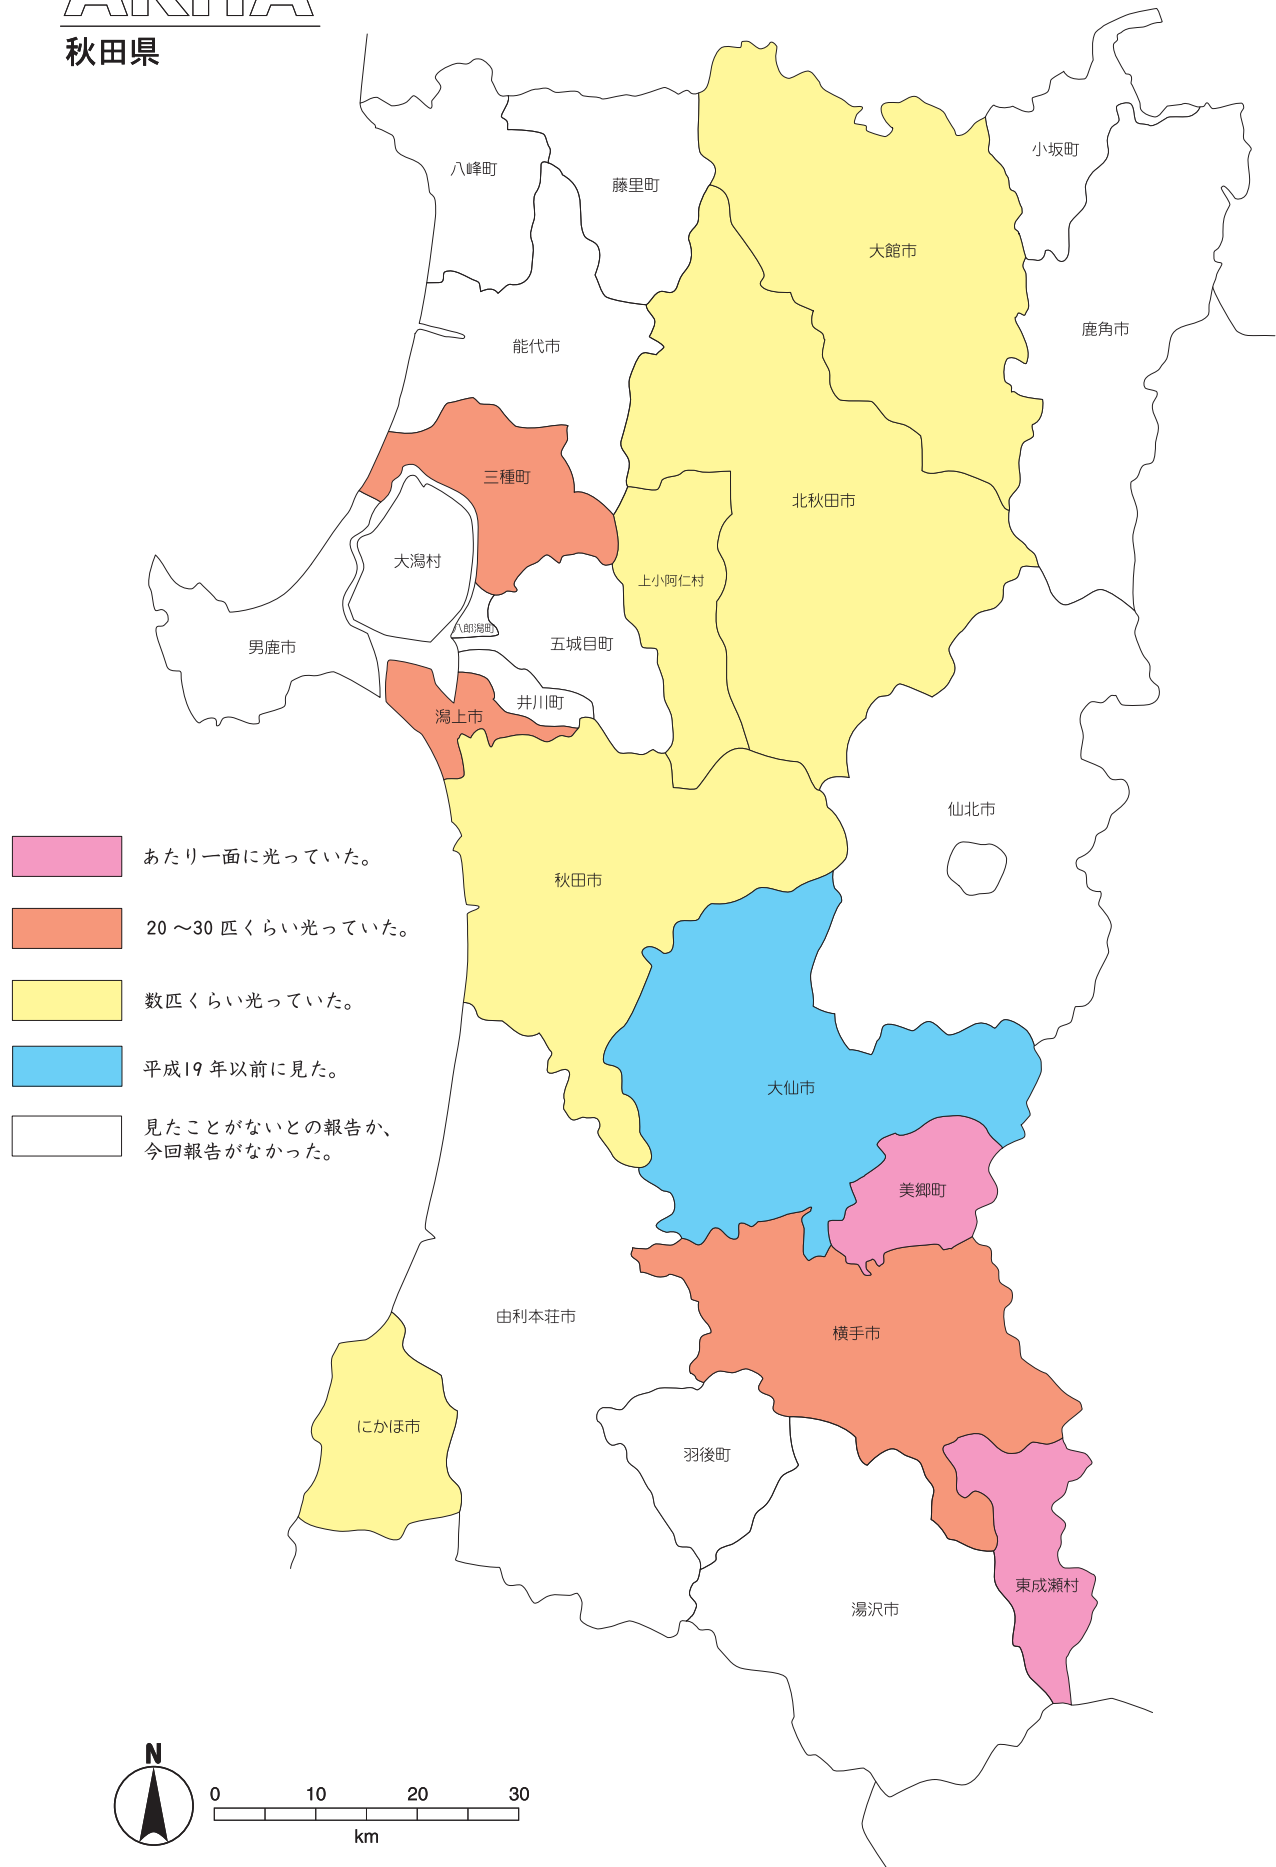 AKITA
秋田県
八峰町
藤里町
小坂町
大館市
鹿角市
能代市
三種町
北秋田市
大潟村
上小阿仁村
八郎潟町
五城目町
男鹿市
井川町
潟上市
仙北市
秋田市
大仙市
美郷町
由利本荘市
横手市
にかほ市
羽後町
東成瀬村
湯沢市
あたり一面に光っていた。
20～30 匹くらい光っていた。
数匹くらい光っていた。
平成19 年以前に見た。
見たことがないとの報告か、
今回報告がなかった。
N
0 10 20 30
km